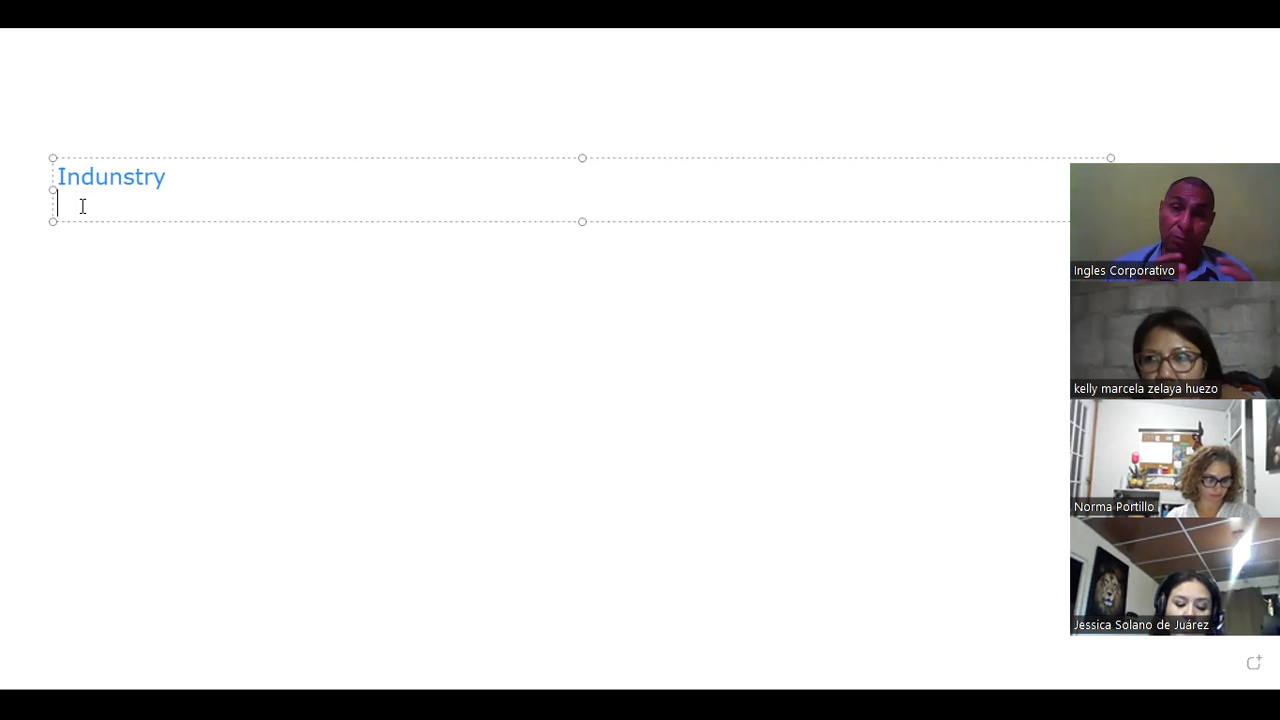 Indunstry
Ingles Corporativo
kelly marcela zelaya huezo
Norma Portillo
Jessica Solano de Juárez